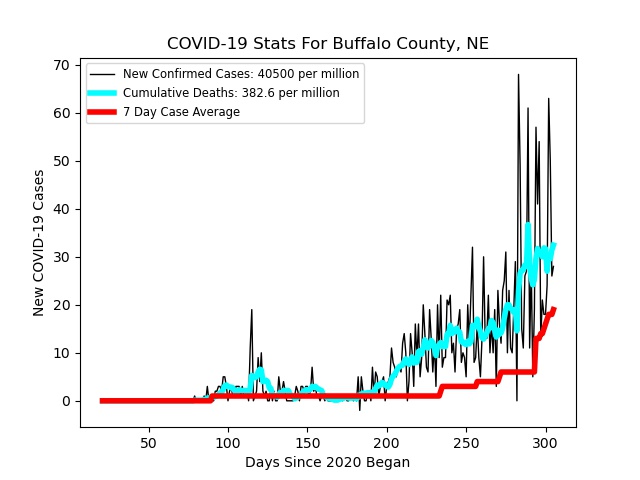 COVID-19 Stats For Buffalo County, NE
New Confirmed Cases: 40500 per million
Cumulative Deaths: 382.6 per million
7 Day Case Average
New COVID-19 Cases
70
60
50
40
30
20
10
0
50 100 150 200 250 300
Days Since 2020 Began